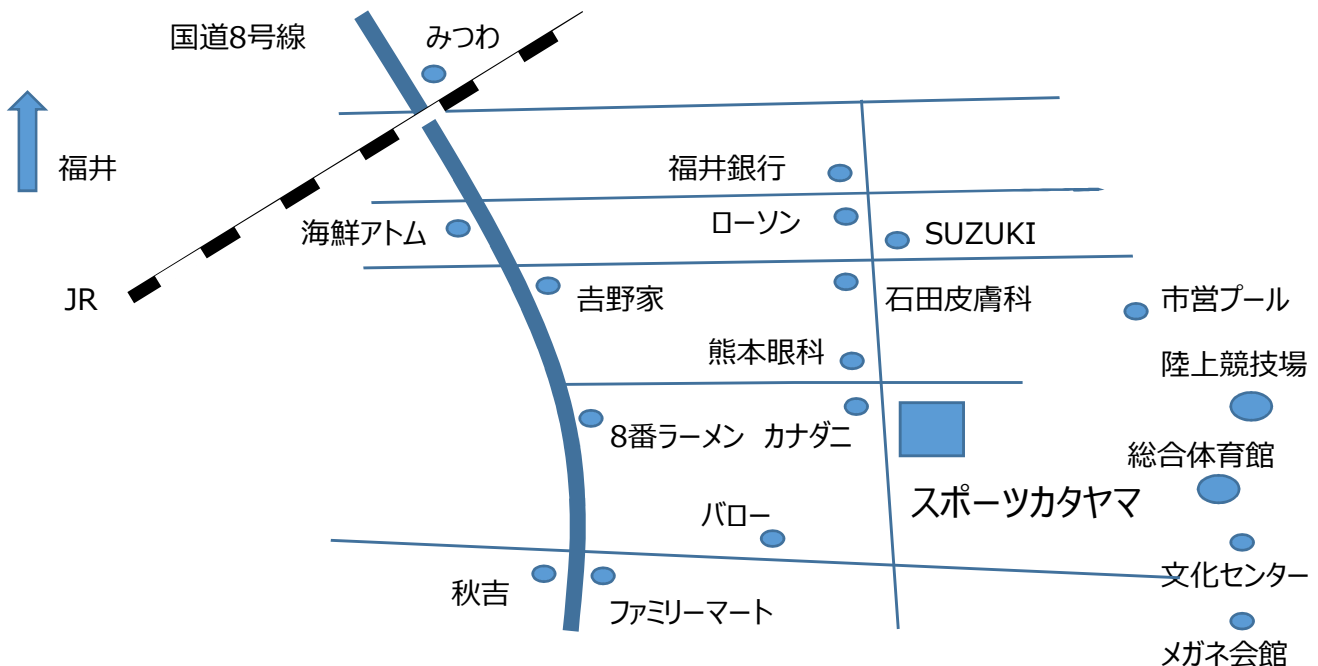 国道8号線
みつわ
福井
福井銀行
ローソン
海鮮アトム
SUZUKI
JR
吉野家
石田皮膚科
市営プール
熊本眼科
陸上競技場
8番ラーメン
カナダニ
総合体育館
スポーツカタヤマ
バロー
秋吉
ファミリーマート
文化センター
メガネ会館